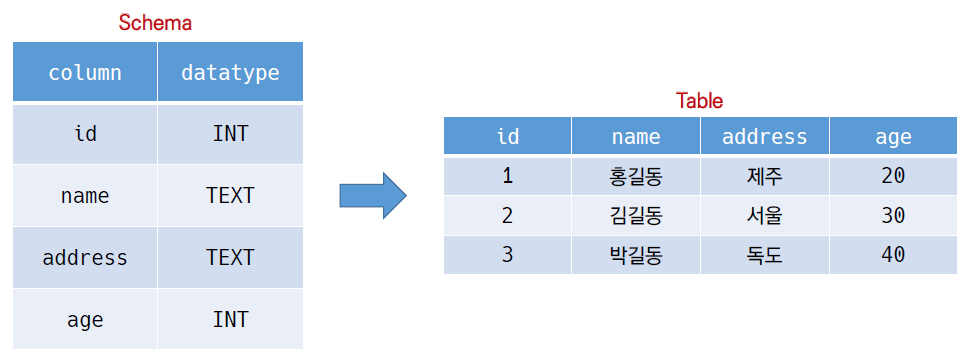 Schema
column datatype
id INT
name TEXT
address TEXT
age INT
Table
id name address age
1 홍길동 제주 20
2 김길동 서울 30
3 박길동 독도 40